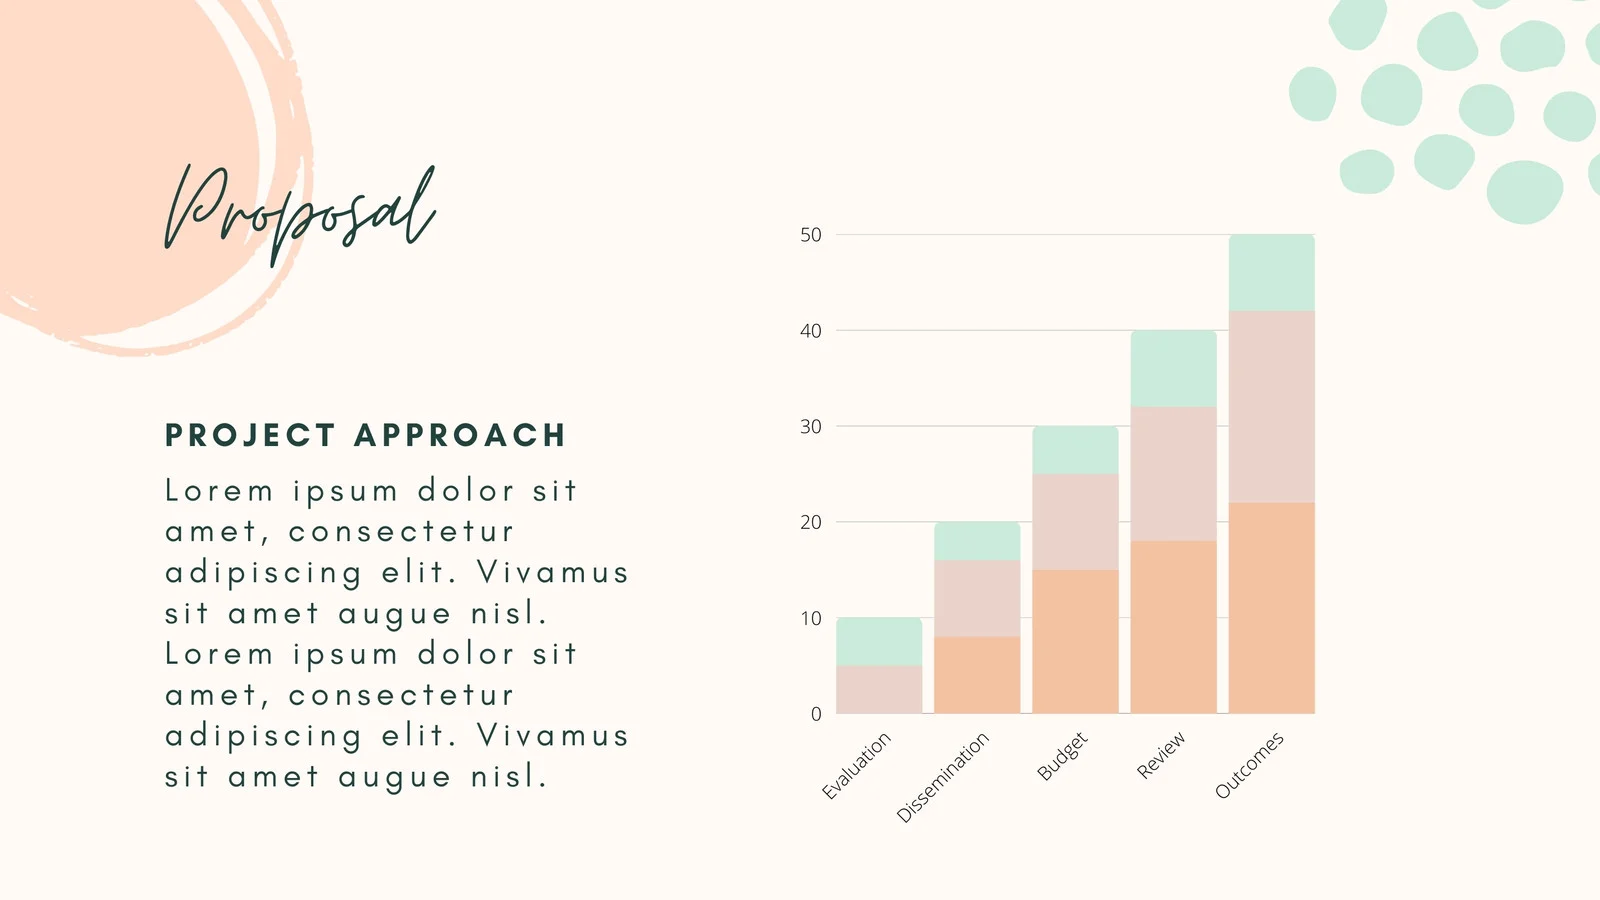 Proposal
PROJECT APPROACH
Lorem ipsum dolor sit
amet, consectetur
adipiscing elit. Vivamus
sit amet augue nisl.
Lorem ipsum dolor sit
amet, consectetur
adipiscing elit. Vivamus
sit amet augue nisl.
50
40
30
20
10
0
Evaluation
Dissemination
Budget
Review
Outcomes